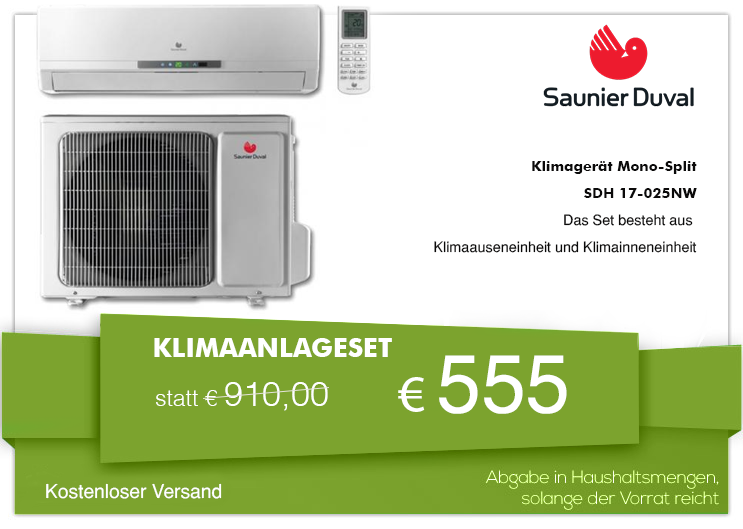 Saunier Duval
Saunier Duval
Klimagerät Mono-Split
SDH 17-025NW
Das Set besteht aus
Klimaauseneinheit und Klimainneneinheit
KLIMAANLAGESET
statt € 910,00
€ 555
Kostenloser Versand
Abgabe in Haushaltsmengen,
solange der Vorrat reicht